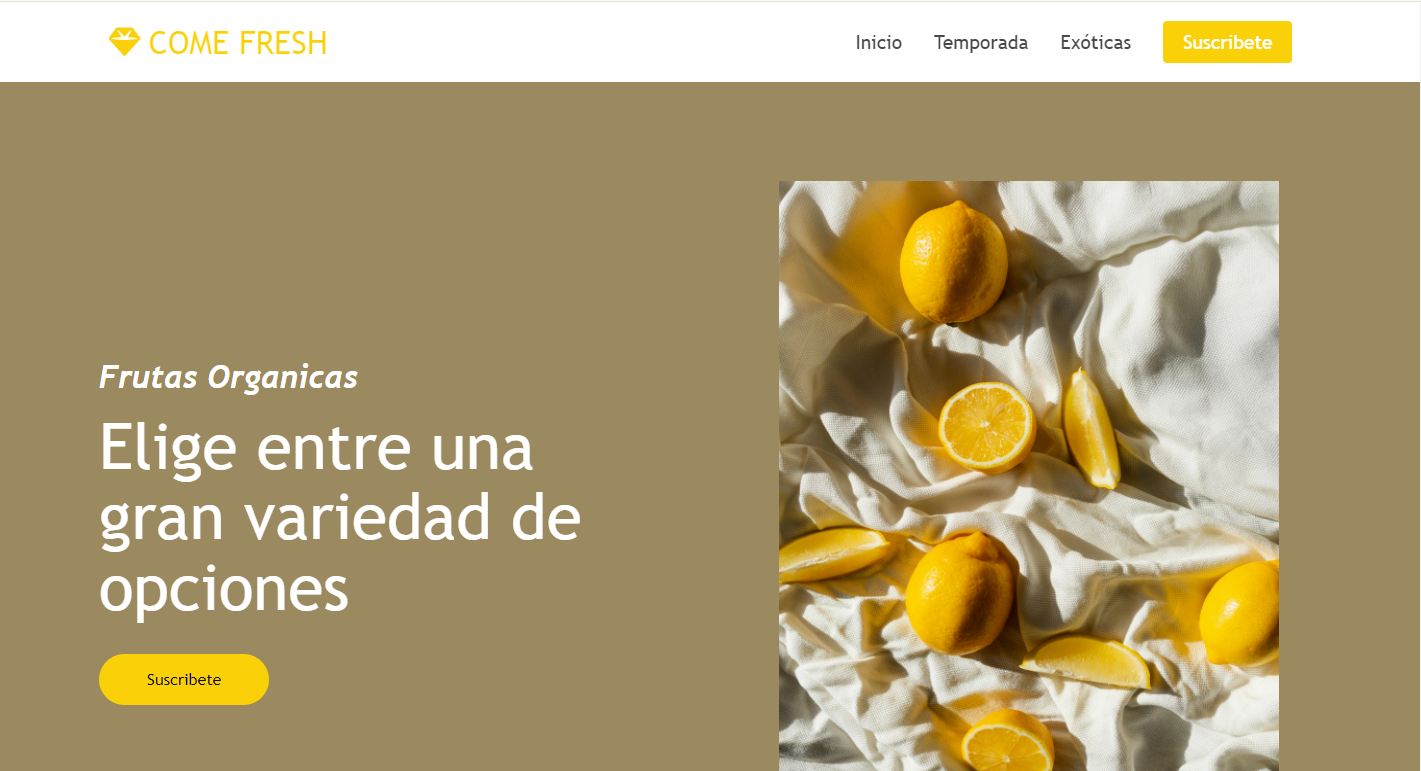 COME FRESH
Inicio Temporada Exóticas Suscribete
Frutas Organicas
Elige entre una
gran variedad de
opciones
Suscribete